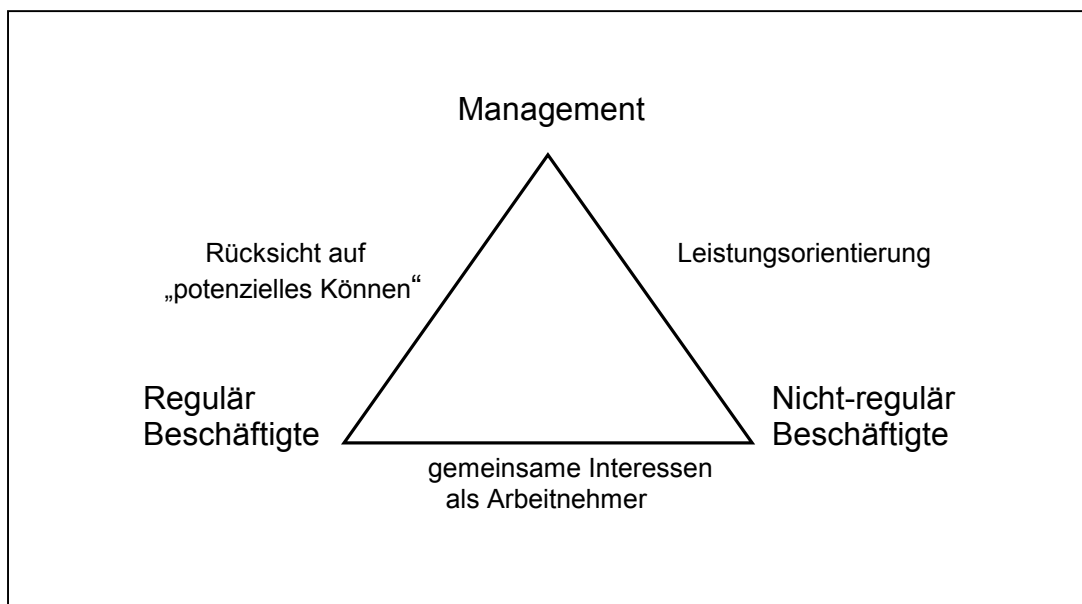 Management
Rücksicht auf
„potenzielles Können“
Leistungsorientierung
Regulär
Beschäftigte
Nicht-regulär
Beschäftigte
gemeinsame Interessen
als Arbeitnehmer